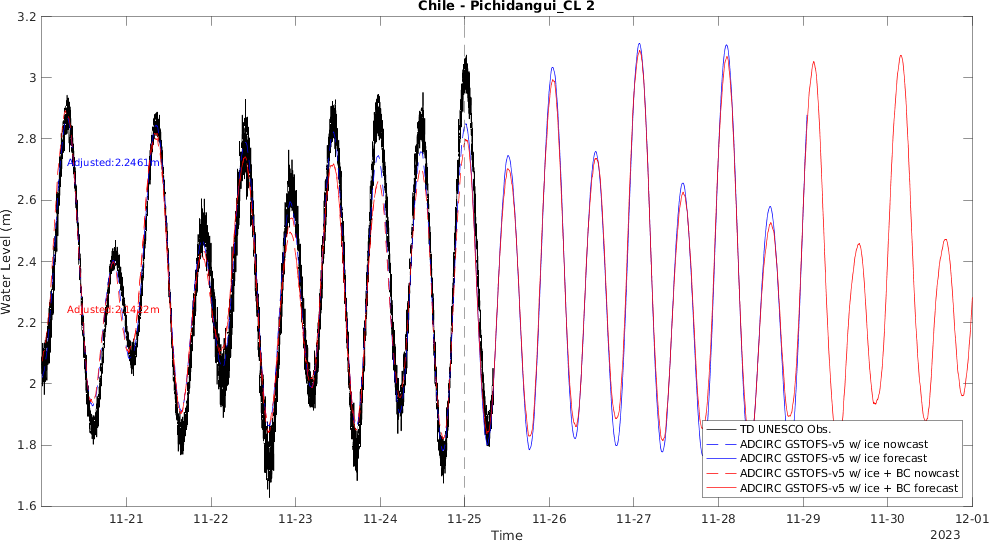 Chile - Pichidangui_CL 2
3.2
3
2.8
2.6
2.4
2.2
2
1.8
1.6
Water Level (m)
Adjusted:2.2461m
Adjusted:2.1422m
TD UNESCO Obs.
ADCIRC GSTOFS-v5 w/ ice nowcast
ADCIRC GSTOFS-v5 w/ ice forecast
ADCIRC GSTOFS-v5 w/ ice + BC nowcast
ADCIRC GSTOFS-v5 w/ ice + BC forecast
11-21 11-22 11-23 11-24 11-25 11-26 11-27 11-28 11-29 11-30 12-01
Time
2023